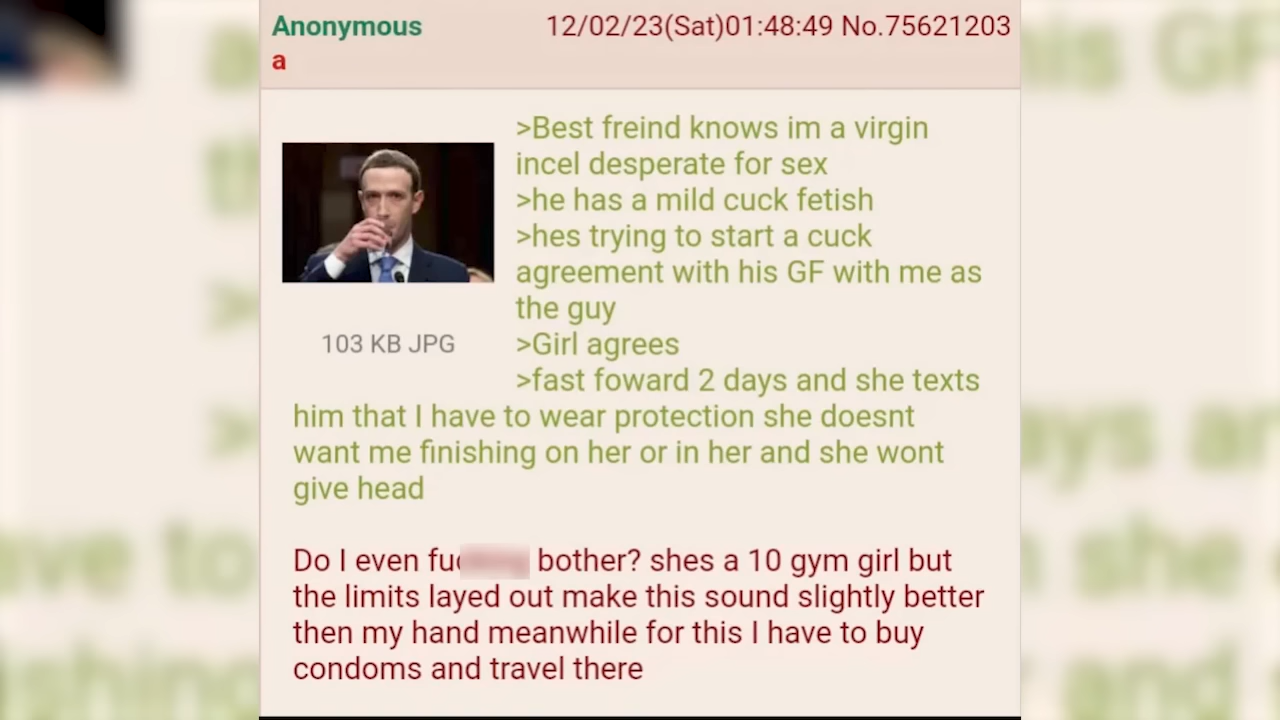 Anonymous 12/02/23(Sat)01:48:49 No.75621203
a
>Best freind knows im a virgin
incel desperate for sex
>he has a mild cuck fetish
>hes trying to start a cuck
agreement with his GF with me as
the guy
103 KB JPG
>Girl agrees
>fast foward 2 days and she texts
him that I have to wear protection she doesnt
want me finishing on her or in her and she wont
give head
Do I even bother? shes a 10 gym girl but
the limits layed out make this sound slightly better
then my hand meanwhile for this I have to buy
condoms and travel there